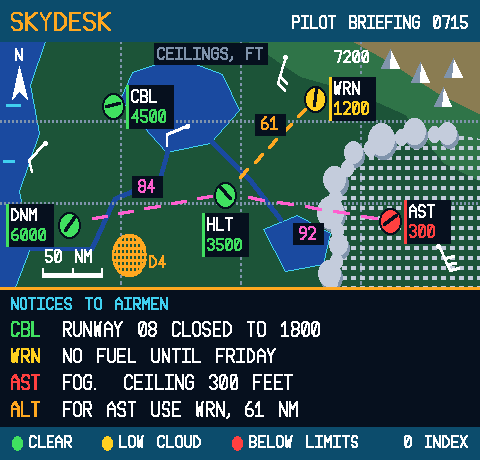 SKYDESK
PILOT BRIEFING 0715
N
CEILINGS, FT
7200
CBL
4500
WRN
1200
61
84
DNM
6000
HLT
3500
AST
300
92
50 NM
D4
NOTICES TO AIRMEN
CBL RUNWAY 08 CLOSED TO 1800
WRN NO FUEL UNTIL FRIDAY
AST FOG. CEILING 300 FEET
ALT FOR AST USE WRN, 61 NM
CLEAR LOW CLOUD BELOW LIMITS 0 INDEX